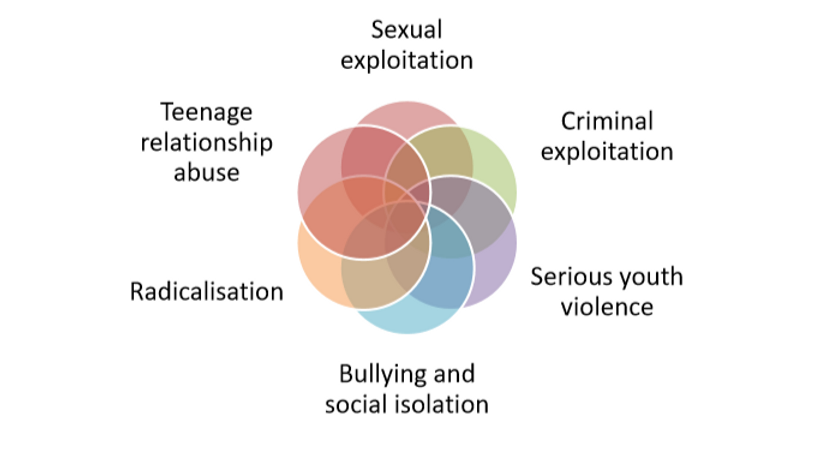 Sexual
exploitation
Teenage
relationship
abuse
Criminal
exploitation
Radicalisation
Serious youth
violence
Bullying and
social isolation